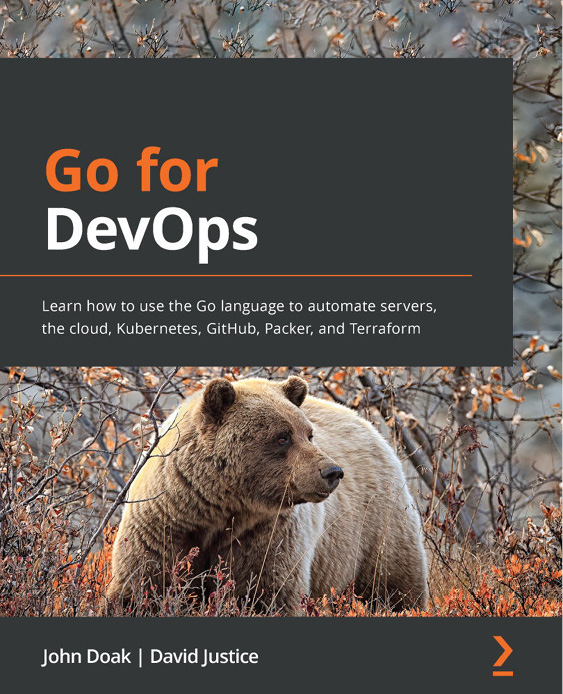 Go for
DevOps
Learn how to use the Go language to automate servers,
the cloud, Kubernetes, GitHub, Packer, and Terraform
John Doak | David Justice